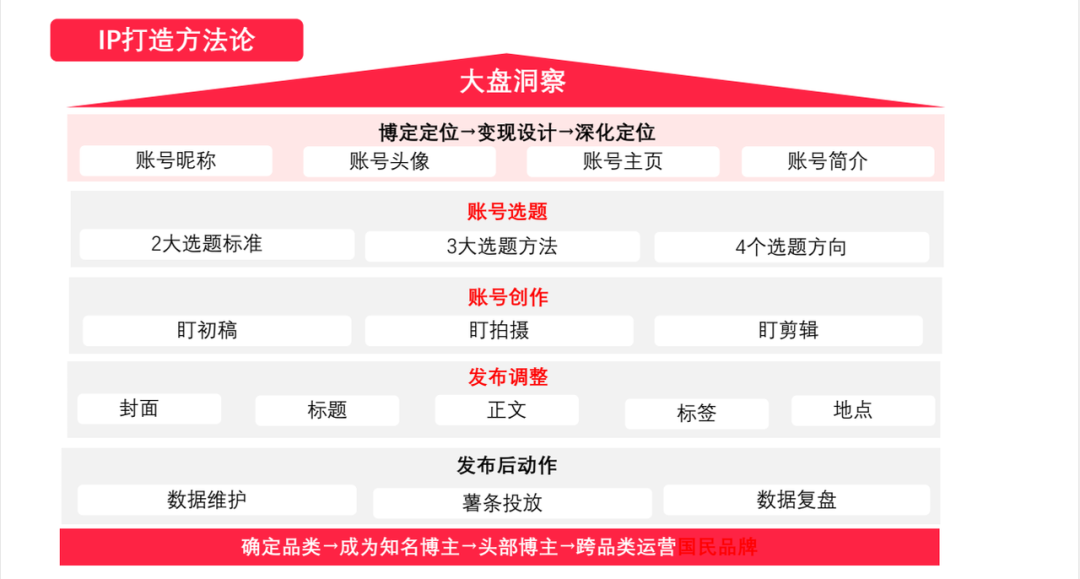 IP打造方法论
大盘洞察
博定定位→变现设计→深化定位
账号昵称 账号头像 账号主页 账号简介
账号选题
2大选题标准 3大选题方法 4个选题方向
账号创作
盯初稿 盯拍摄 盯剪辑
发布调整
封面 标题 正文 标签 地点
发布后动作
数据维护 薯条投放 数据复盘
确定品类→成为知名博主→头部博主→跨品类运营国民品牌